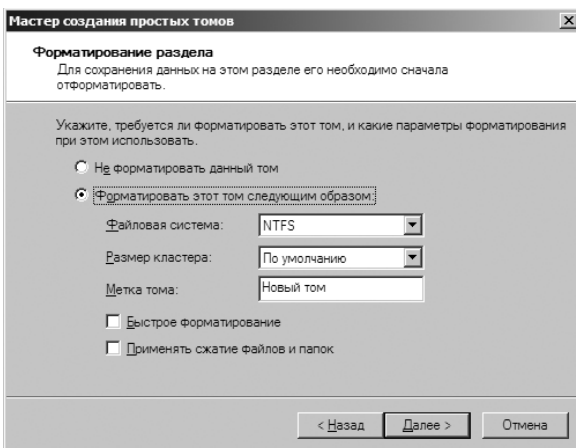 Мастер создания простых томов
Форматирование раздела
Для сохранения данных на этом разделе его необходимо сначала
отформатировать.
Укажите, требуется ли форматировать этот том, и какие параметры форматирования
при этом использовать.
Не форматировать данный том
Форматировать этот том следующим образом:
Файловая система: NTFS
Размер кластера: По умолчанию
Метка тома: Новый том
Быстрое форматирование
Применять сжатие файлов и папок
< Назад Далее > Отмена